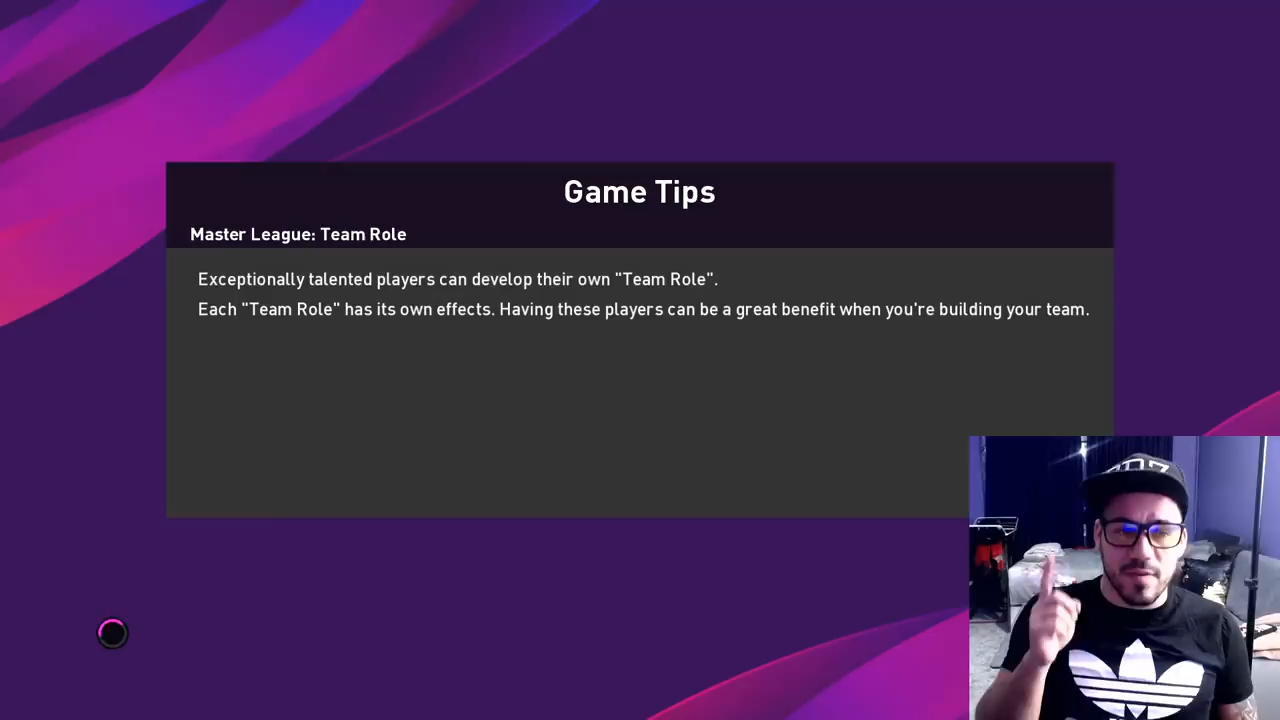 Game Tips
Master League: Team Role
Exceptionally talented players can develop their own "Team Role".
Each "Team Role" has its own effects. Having these players can be a great benefit when you're building your team.